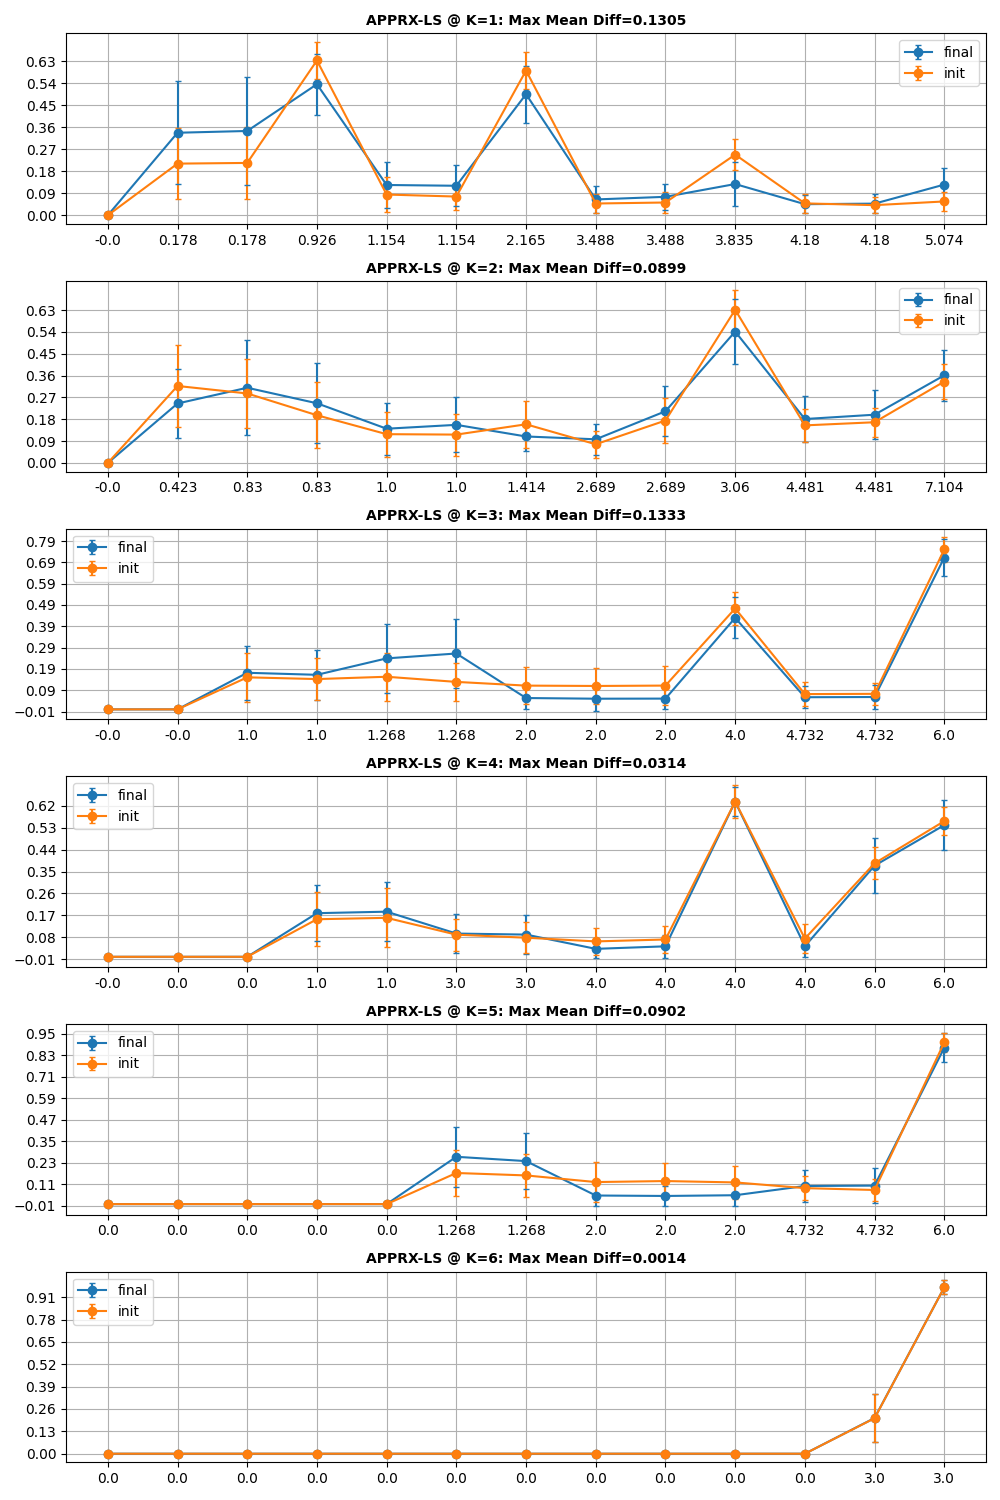 APPRX-LS @ K=1: Max Mean Diff=0.1305
final
init
0.63
0.54
0.45
0.36
0.27
0.18
0.09
0.00
-0.0 0.178 0.178 0.926 1.154 1.154 2.165 3.488 3.488 3.835 4.18 4.18 5.074
APPRX-LS @ K=2: Max Mean Diff=0.0899
final
init
0.63
0.54
0.45
0.36
0.27
0.18
0.09
0.00
-0.0 0.423 0.83 0.83 1.0 1.0 1.414 2.689 2.689 3.06 4.481 4.481 7.104
APPRX-LS @ K=3: Max Mean Diff=0.1333
final
init
0.79
0.69
0.59
0.49
0.39
0.29
0.19
0.09
−0.01
-0.0 -0.0 1.0 1.0 1.268 1.268 2.0 2.0 2.0 4.0 4.732 4.732 6.0
APPRX-LS @ K=4: Max Mean Diff=0.0314
final
init
0.62
0.53
0.44
0.35
0.26
0.17
0.08
−0.01
-0.0 0.0 0.0 1.0 1.0 3.0 3.0 4.0 4.0 4.0 4.0 6.0 6.0
APPRX-LS @ K=5: Max Mean Diff=0.0902
final
init
0.95
0.83
0.71
0.59
0.47
0.35
0.23
0.11
−0.01
0.0 0.0 0.0 0.0 0.0 1.268 1.268 2.0 2.0 2.0 4.732 4.732 6.0
APPRX-LS @ K=6: Max Mean Diff=0.0014
final
init
0.91
0.78
0.65
0.52
0.39
0.26
0.13
0.00
0.0 0.0 0.0 0.0 0.0 0.0 0.0 0.0 0.0 0.0 0.0 3.0 3.0